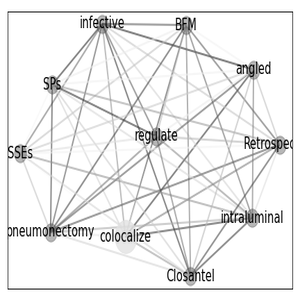 infective
BFM
angled
SPs
regulate
Retrospec
SSEs
intraluminal
pneumonectomy
colocalize
Closantel